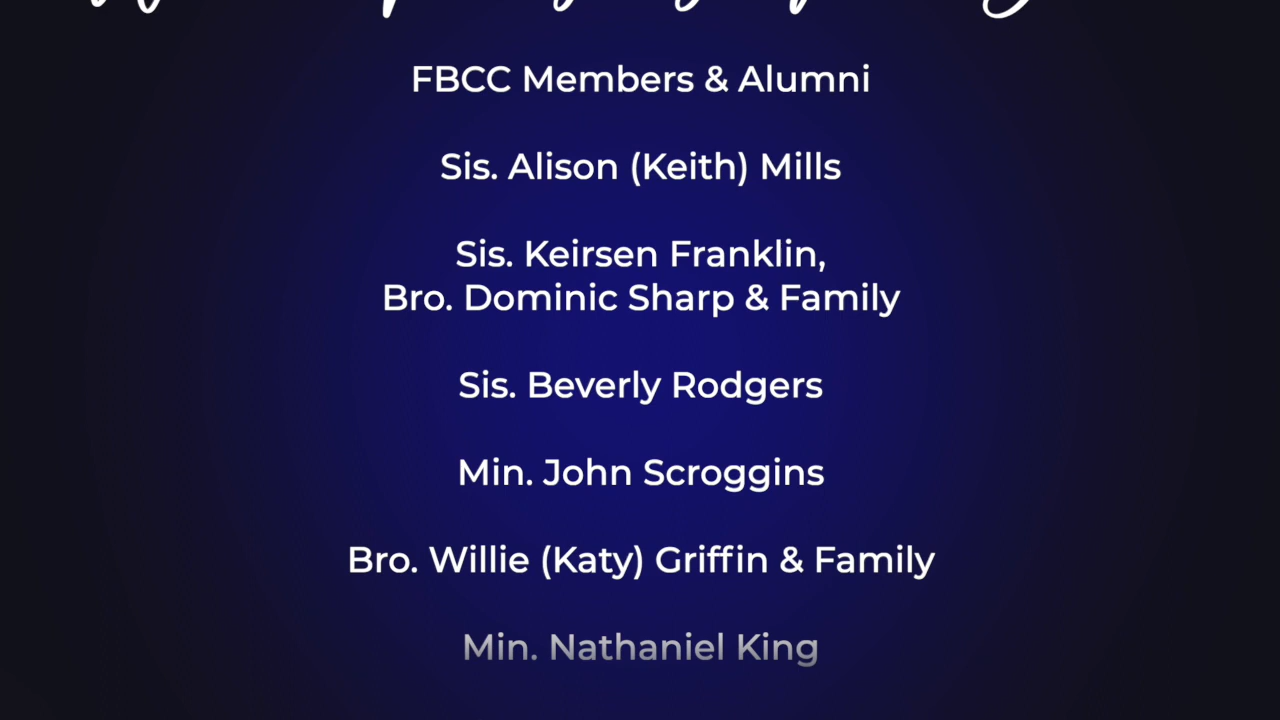 FBCC Members & Alumni
Sis. Alison (Keith) Mills
Sis. Keirsen Franklin,
Bro. Dominic Sharp & Family
Sis. Beverly Rodgers
Min. John Scroggins
Bro. Willie (Katy) Griffin & Family
Min. Nathaniel King